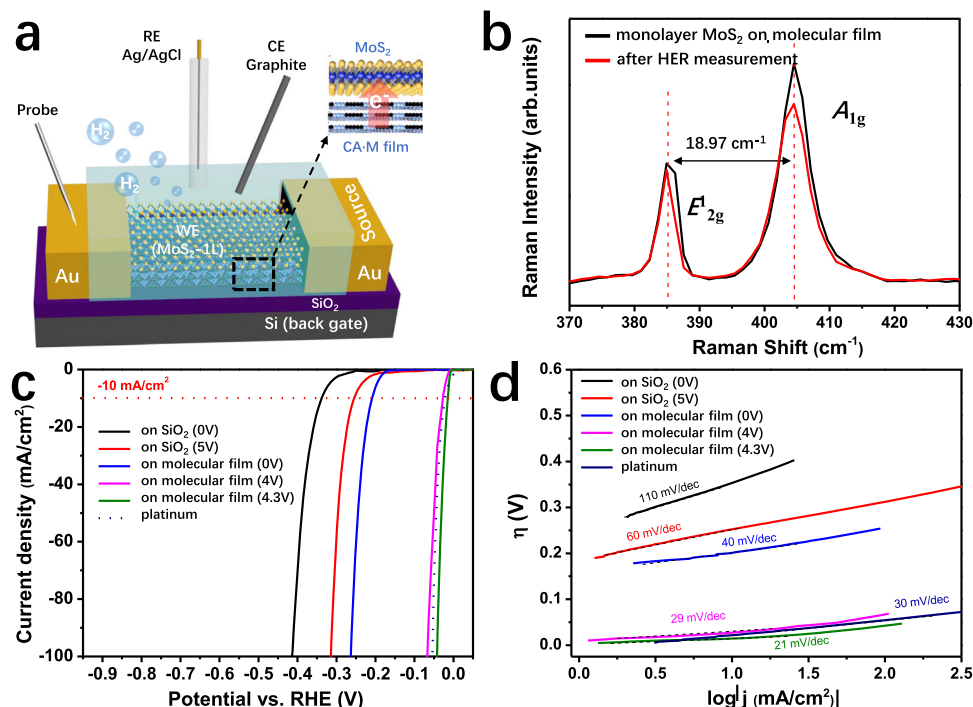 a
RE
Ag/AgCl
CE
Graphite
MoS₂
e⁻
CA·M film
Probe
H₂
H₂
WE
(MoS₂-1L)
Source
Au
Au
SiO₂
Si (back gate)
b
monolayer MoS₂ on molecular film
after HER measurement
A₁g
18.97 cm⁻¹
E¹₂g
Raman Intensity (arb.units)
370 380 390 400 410 420 430
Raman Shift (cm⁻¹)
c
-10 mA/cm²
on SiO₂ (0V)
on SiO₂ (5V)
on molecular film (0V)
on molecular film (4V)
on molecular film (4.3V)
platinum
0
-20
-40
-60
-80
-100
Current density (mA/cm²)
-0.9 -0.8 -0.7 -0.6 -0.5 -0.4 -0.3 -0.2 -0.1 0.0
Potential vs. RHE (V)
d
on SiO₂ (0V)
on SiO₂ (5V)
on molecular film (0V)
on molecular film (4V)
on molecular film (4.3V)
platinum
110 mV/dec
60 mV/dec
40 mV/dec
29 mV/dec
30 mV/dec
21 mV/dec
0.6
0.5
0.4
0.3
0.2
0.1
0.0
η (V)
0.0 0.5 1.0 1.5 2.0 2.5
log|j (mA/cm²)|